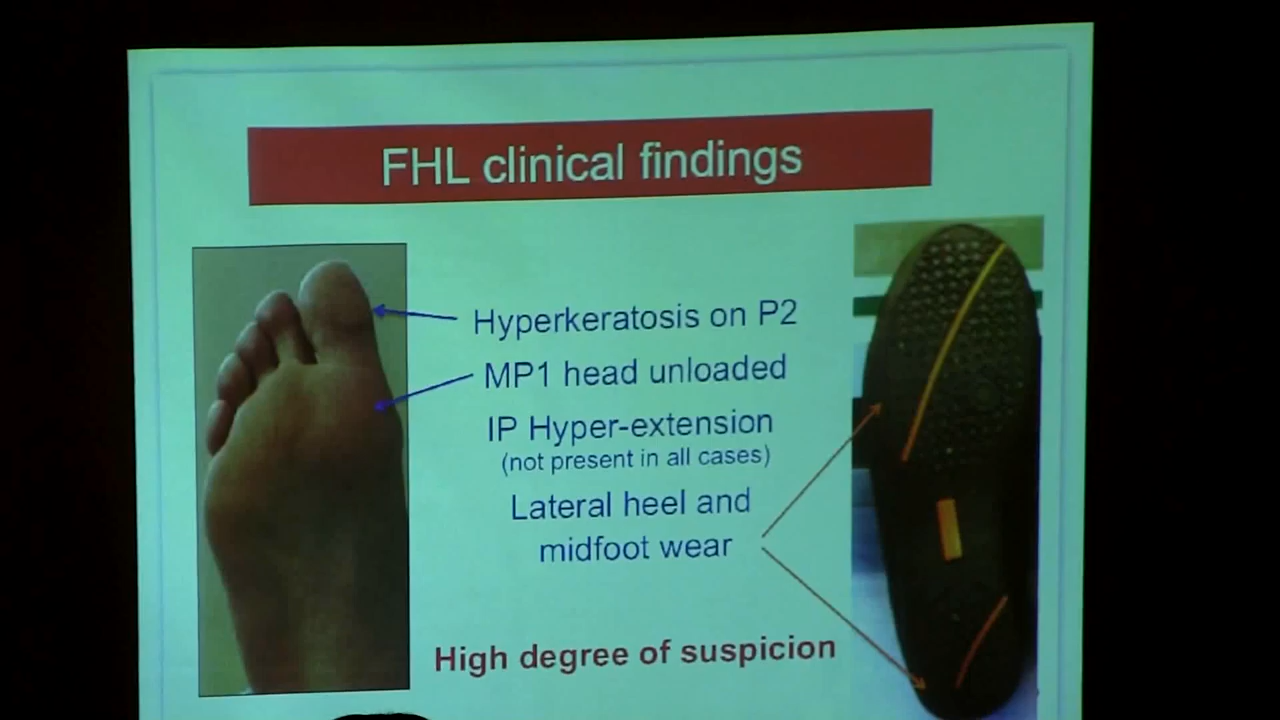 FHL clinical findings
Hyperkeratosis on P2
MP1 head unloaded
IP Hyper-extension
(not present in all cases)
Lateral heel and
midfoot wear
High degree of suspicion